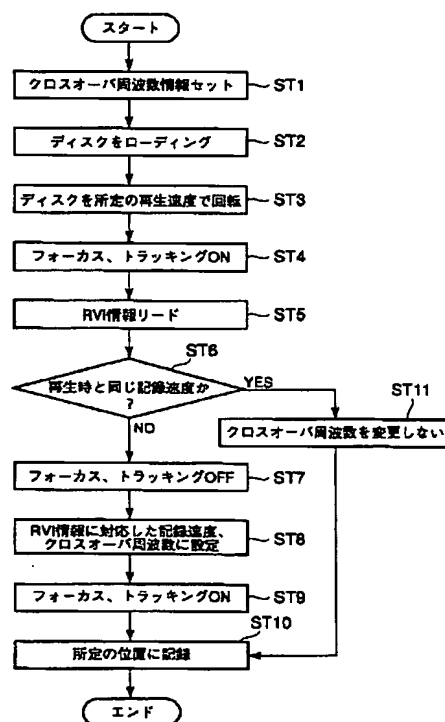 スタート
クロスオーバ周波数情報セット
ST1
ディスクをローディング
ST2
ディスクを所定の再生速度で回転
ST3
フォーカス、トラッキングON
ST4
RVI情報リード
ST5
ST6
再生時と同じ記録速度か
?
YES
NO
ST11
クロスオーバ周波数を変更しない
フォーカス、トラッキングOFF
ST7
RVI情報に対応した記録速度、
クロスオーバ周波数に設定
ST8
フォーカス、トラッキングON
ST9
ST10
所定の位置に記録
エンド